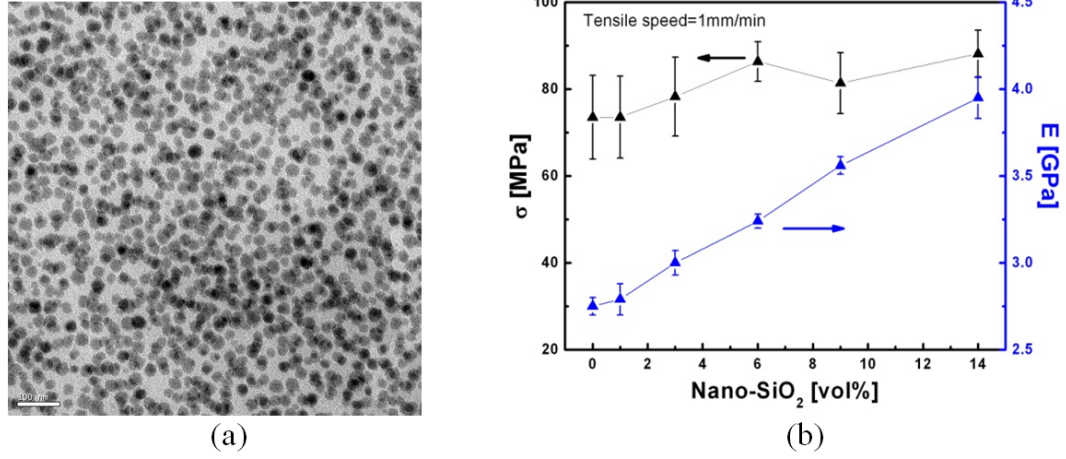 100 nm
(a)
Tensile speed=1mm/min
100
80
60
40
20
σ [MPa]
4.5
4.0
3.5
3.0
2.5
E [GPa]
0 2 4 6 8 10 12 14
Nano-SiO₂ [vol%]
(b)